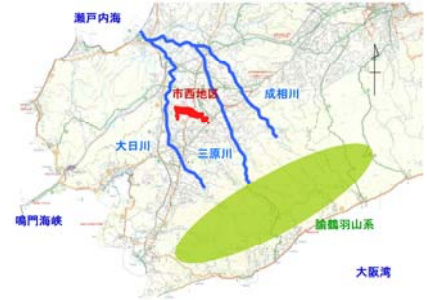 瀬戸内海
成相川
市西地区
大日川
三原川
鳴門海峡
諭鶴羽山系
大阪湾